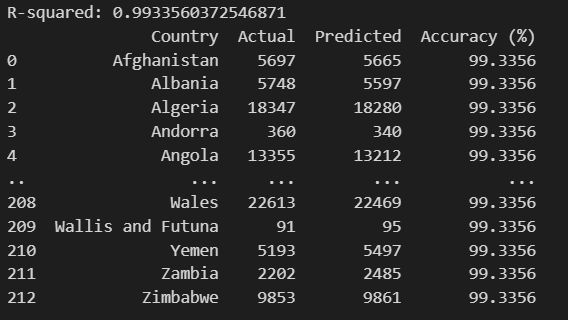 R-squared: 0.9933560372546871
Country Actual Predicted Accuracy (%)
0 Afghanistan 5697 5665 99.3356
1 Albania 5748 5597 99.3356
2 Algeria 18347 18280 99.3356
3 Andorra 360 340 99.3356
4 Angola 13355 13212 99.3356
.. ... ... ... ...
208 Wales 22613 22469 99.3356
209 Wallis and Futuna 91 95 99.3356
210 Yemen 5193 5497 99.3356
211 Zambia 2202 2485 99.3356
212 Zimbabwe 9853 9861 99.3356